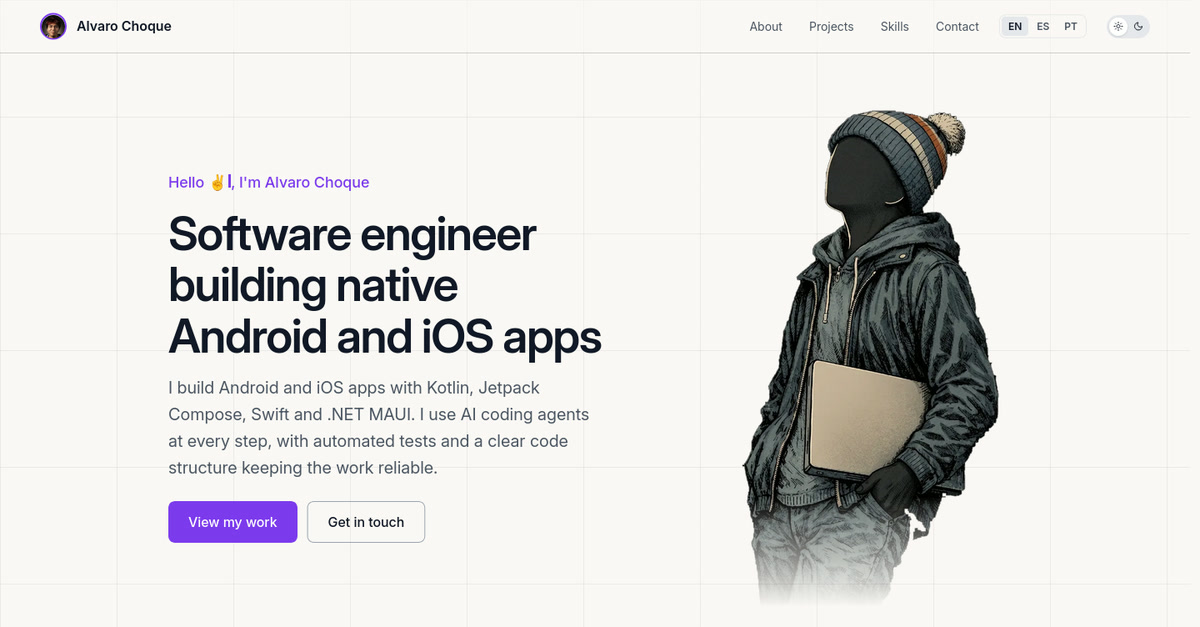 Alvaro Choque
About Projects Skills Contact EN ES PT
Hello ✌️, I'm Alvaro Choque
Software engineer
building native
Android and iOS apps
I build Android and iOS apps with Kotlin, Jetpack
Compose, Swift and .NET MAUI. I use AI coding agents
at every step, with automated tests and a clear code
structure keeping the work reliable.
View my work
Get in touch